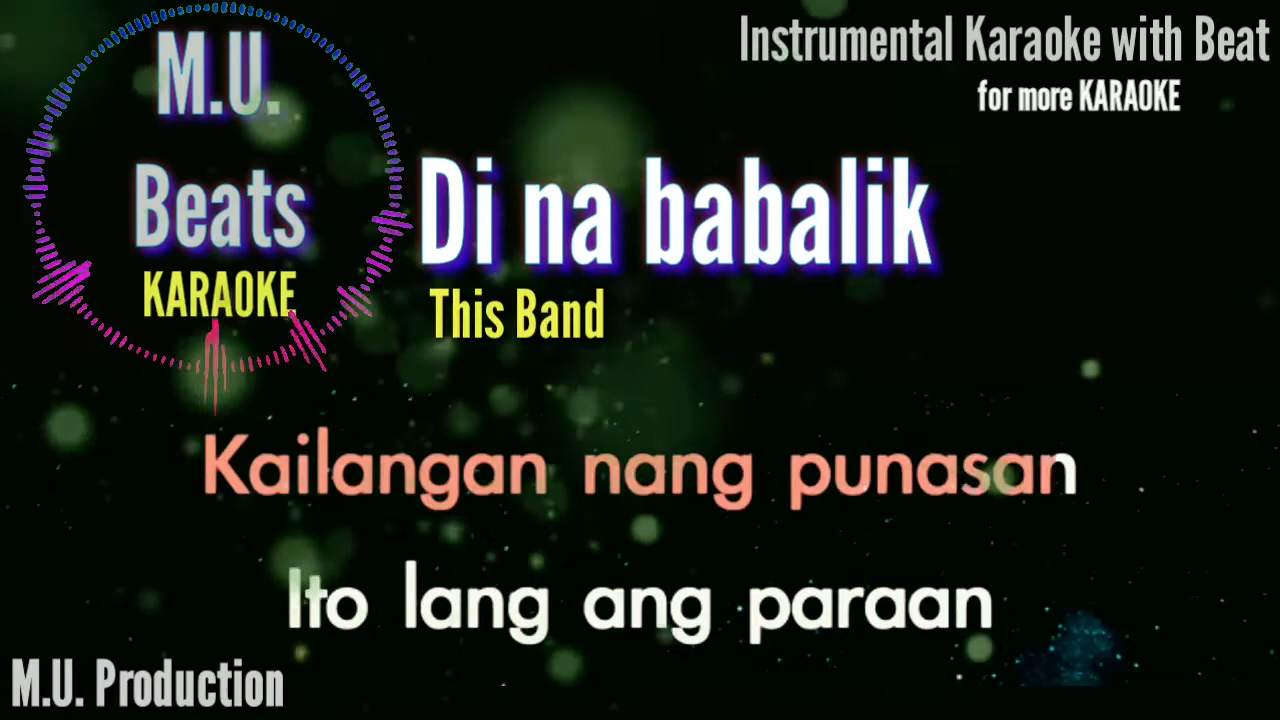 M.U.
Beats
KARAOKE
Instrumental Karaoke with Beat
for more KARAOKE
Di na babalik
This Band
Kailangan nang punasan
Ito lang ang paraan
M.U. Production